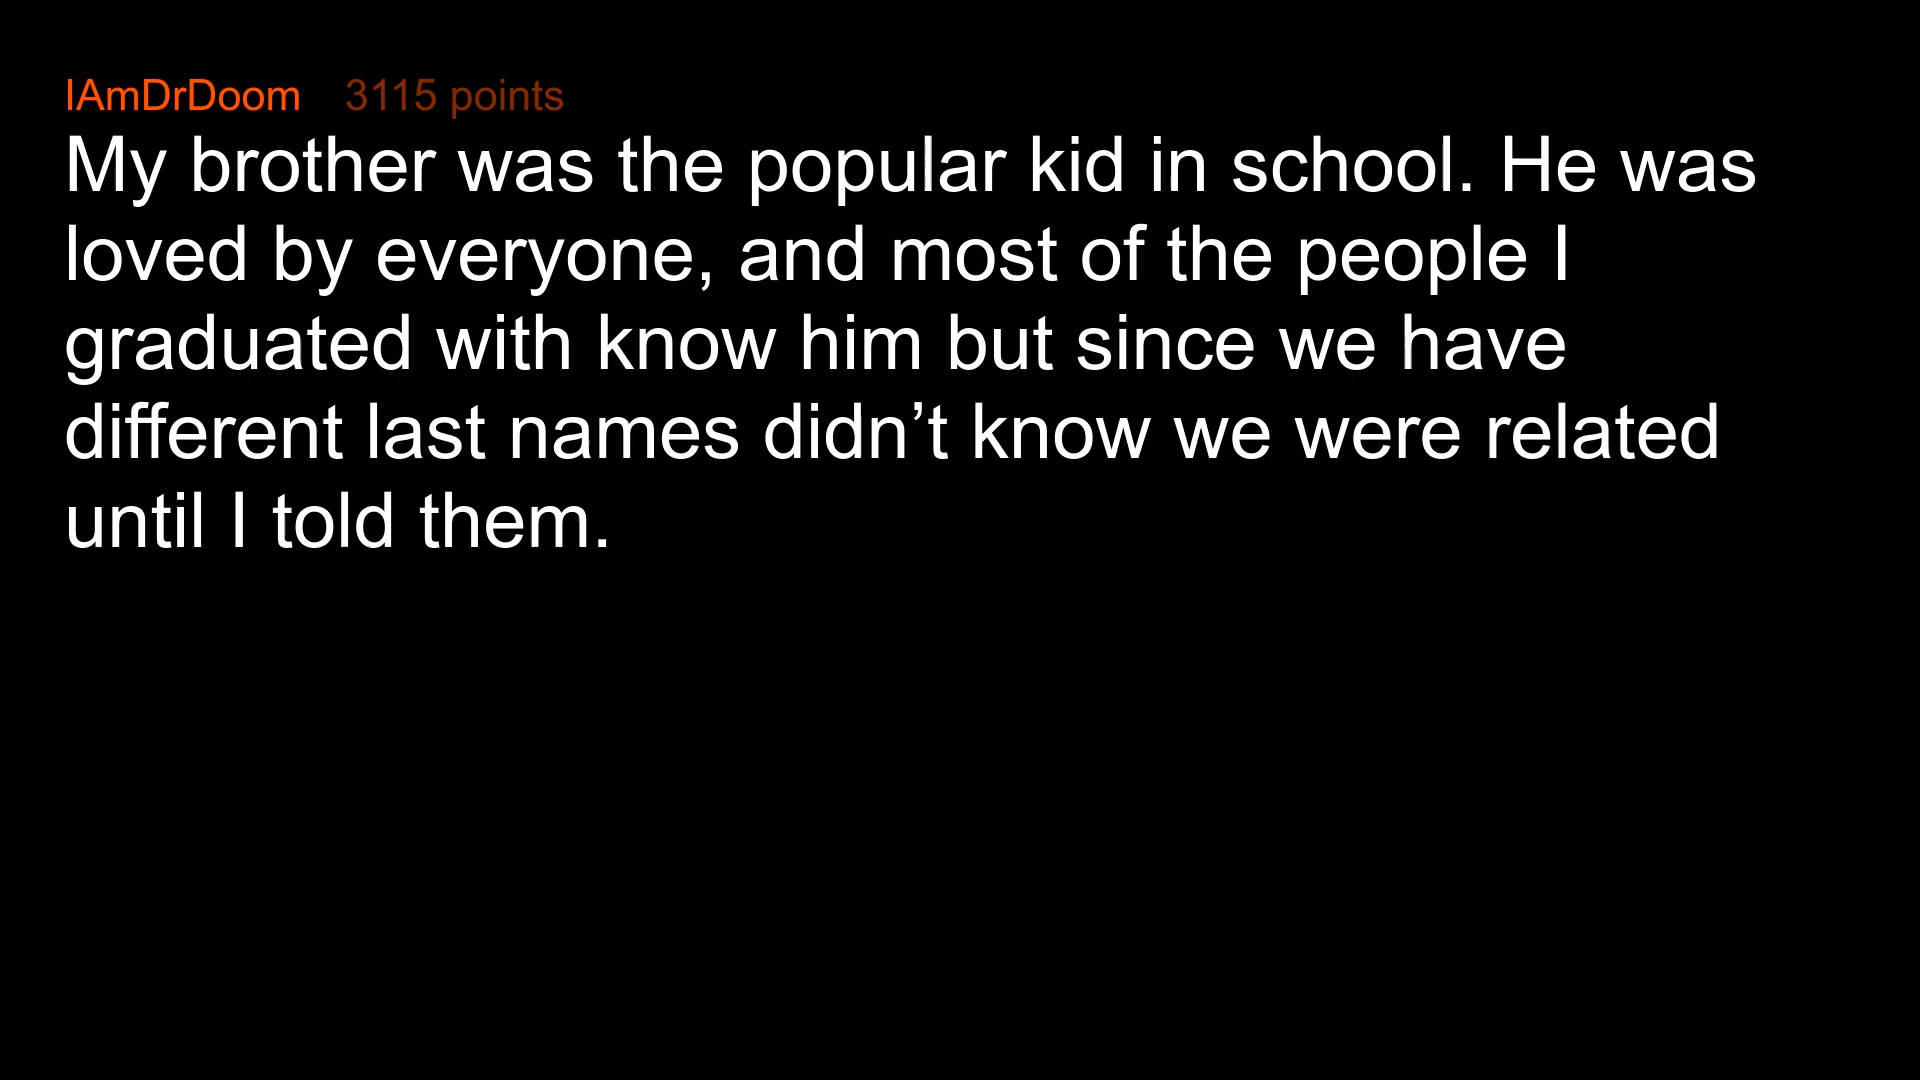 IAmDrDoom 3115 points
My brother was the popular kid in school. He was
loved by everyone, and most of the people I
graduated with know him but since we have
different last names didn’t know we were related
until I told them.